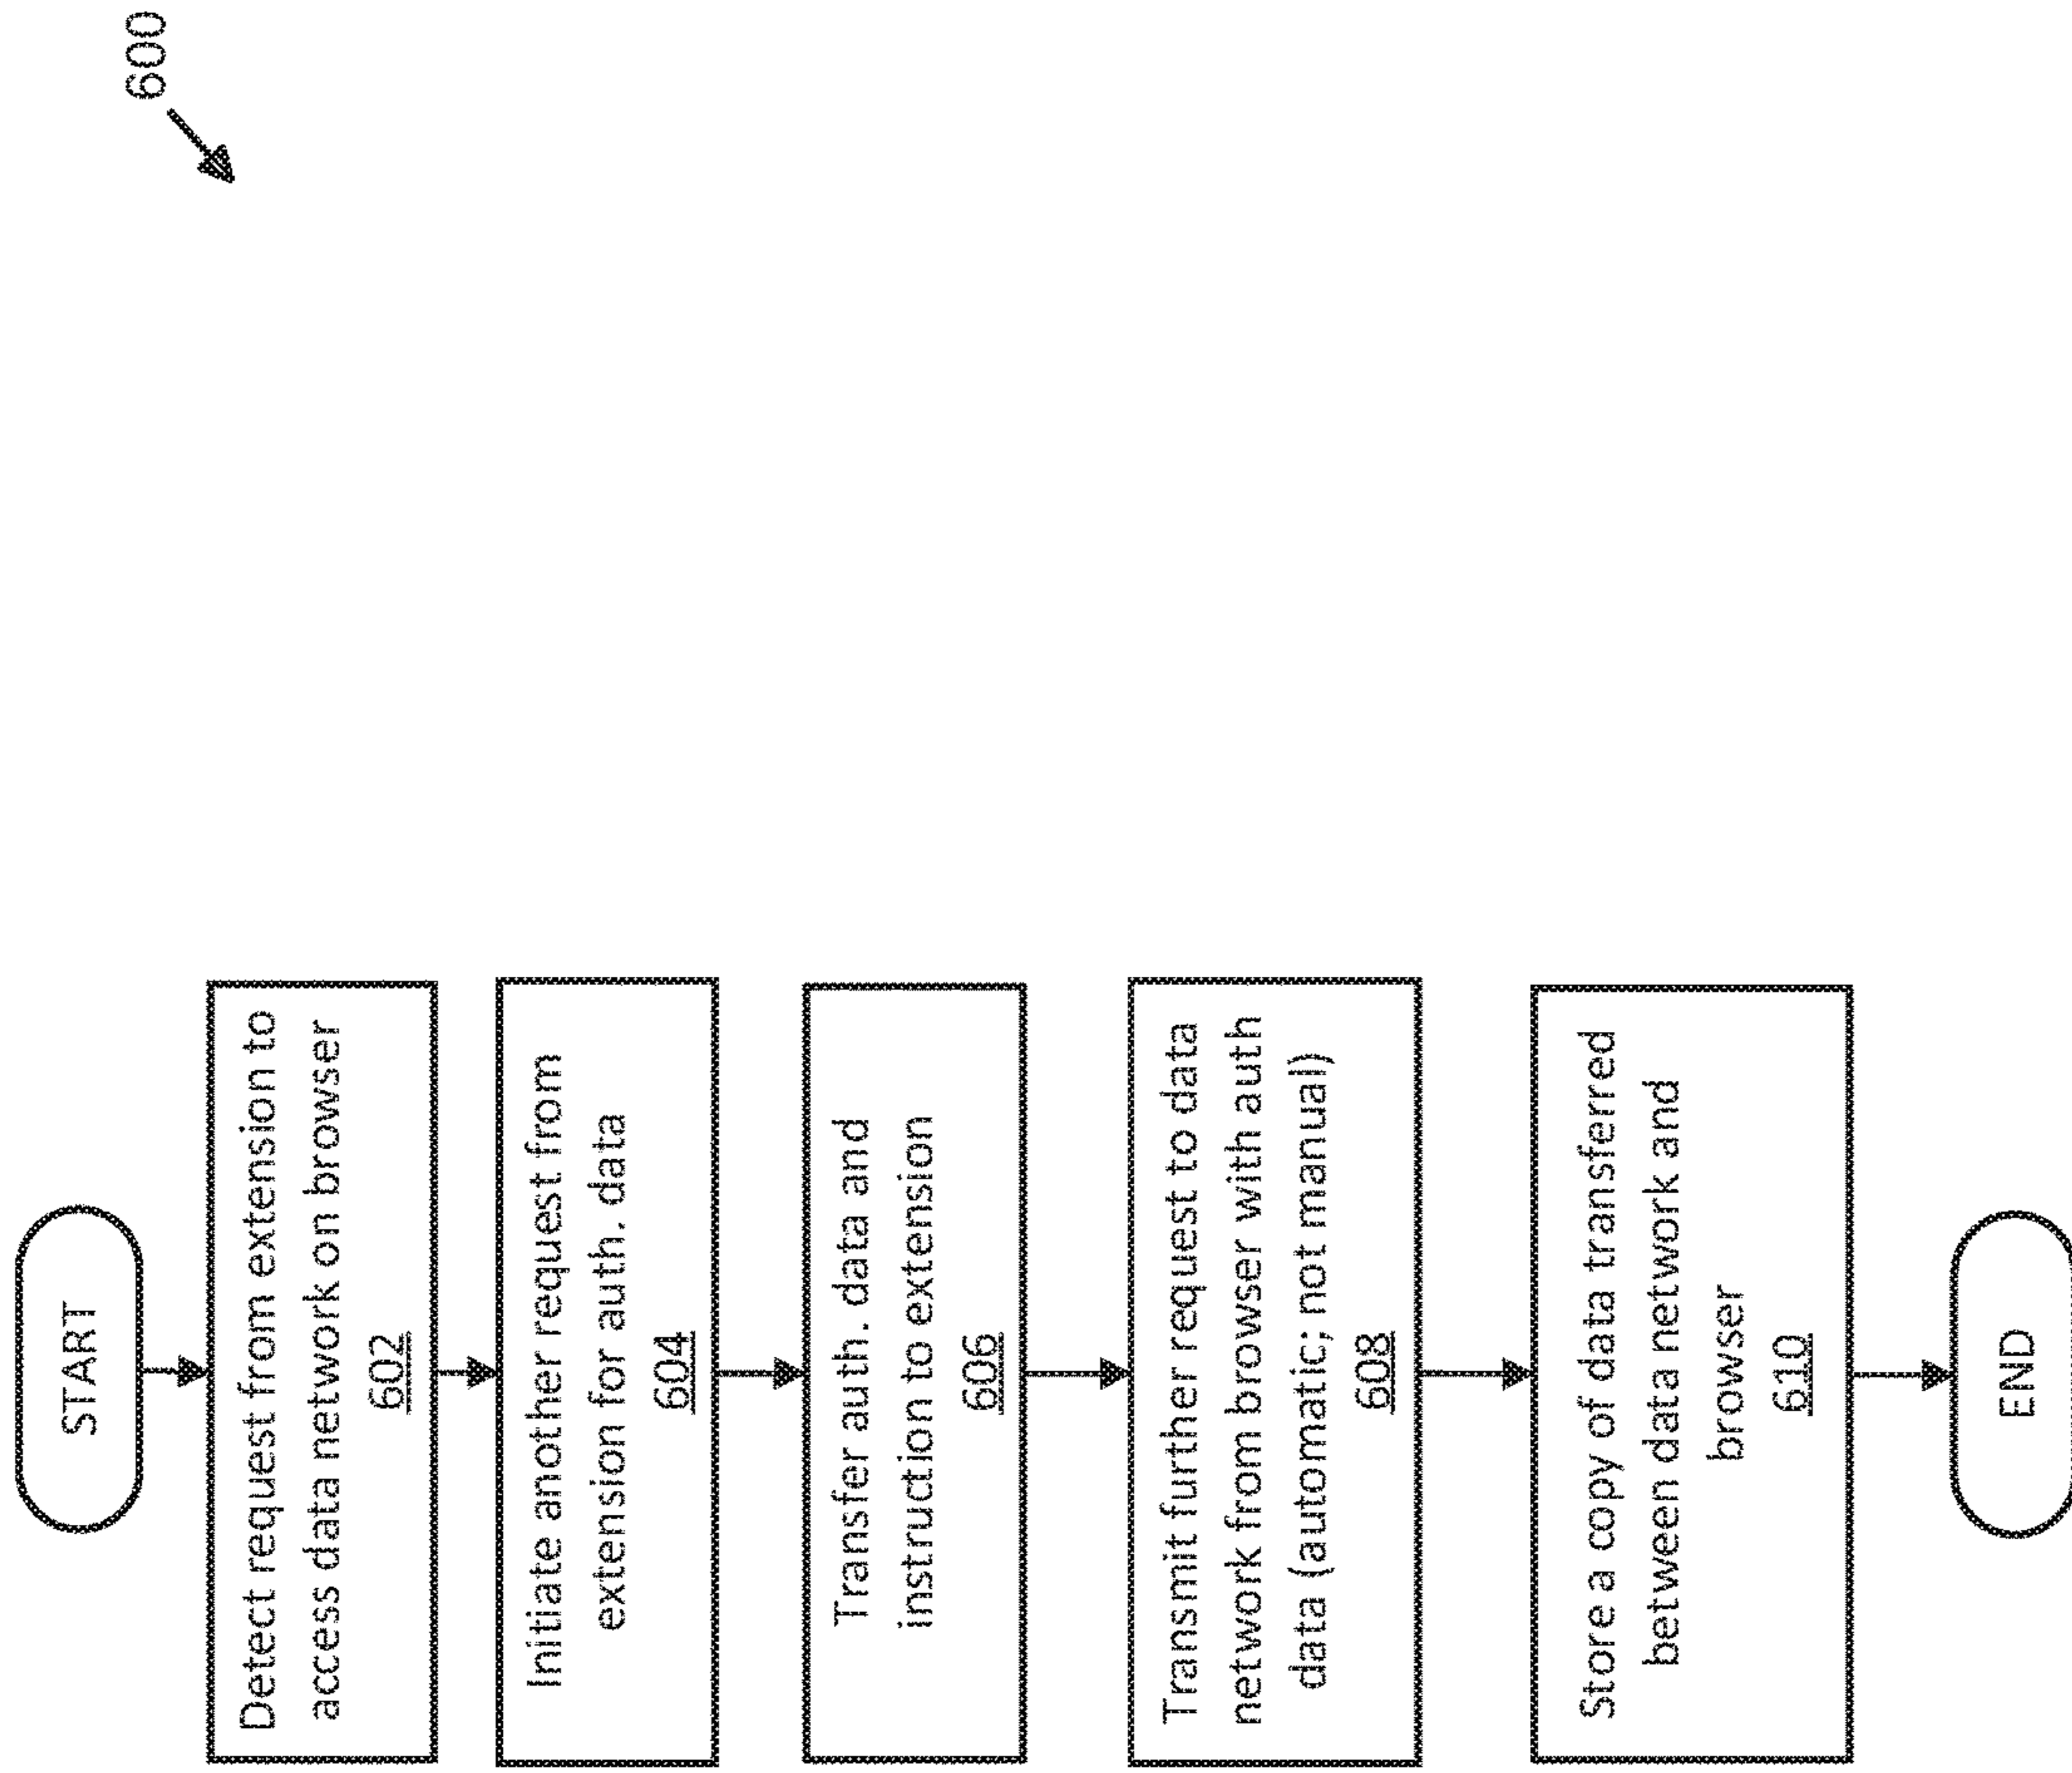 600
START
Detect request from extension to
access data network on browser
602
Initiate another request from
extension for auth. data
604
Transfer auth. data and
instruction to extension
606
Transmit further request to data
network from browser with auth
data (automatic; not manual)
608
Store a copy of data transferred
between data network and
browser
610
END